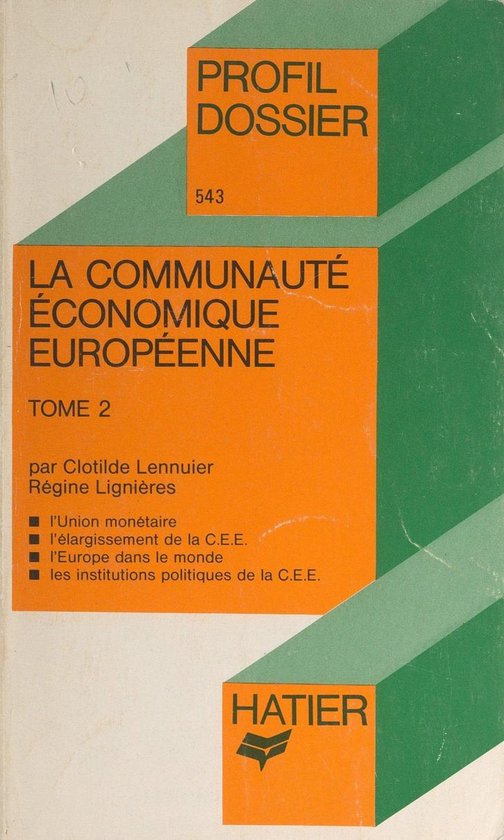 PROFIL
DOSSIER
543
LA COMMUNAUTÉ
ÉCONOMIQUE
EUROPÉENNE
TOME 2
par Clotilde Lennuier
Régine Lignières
■ l'Union monétaire
■ l'élargissement de la C.E.E.
■ l'Europe dans le monde
■ les institutions politiques de la C.E.E.
HATIER